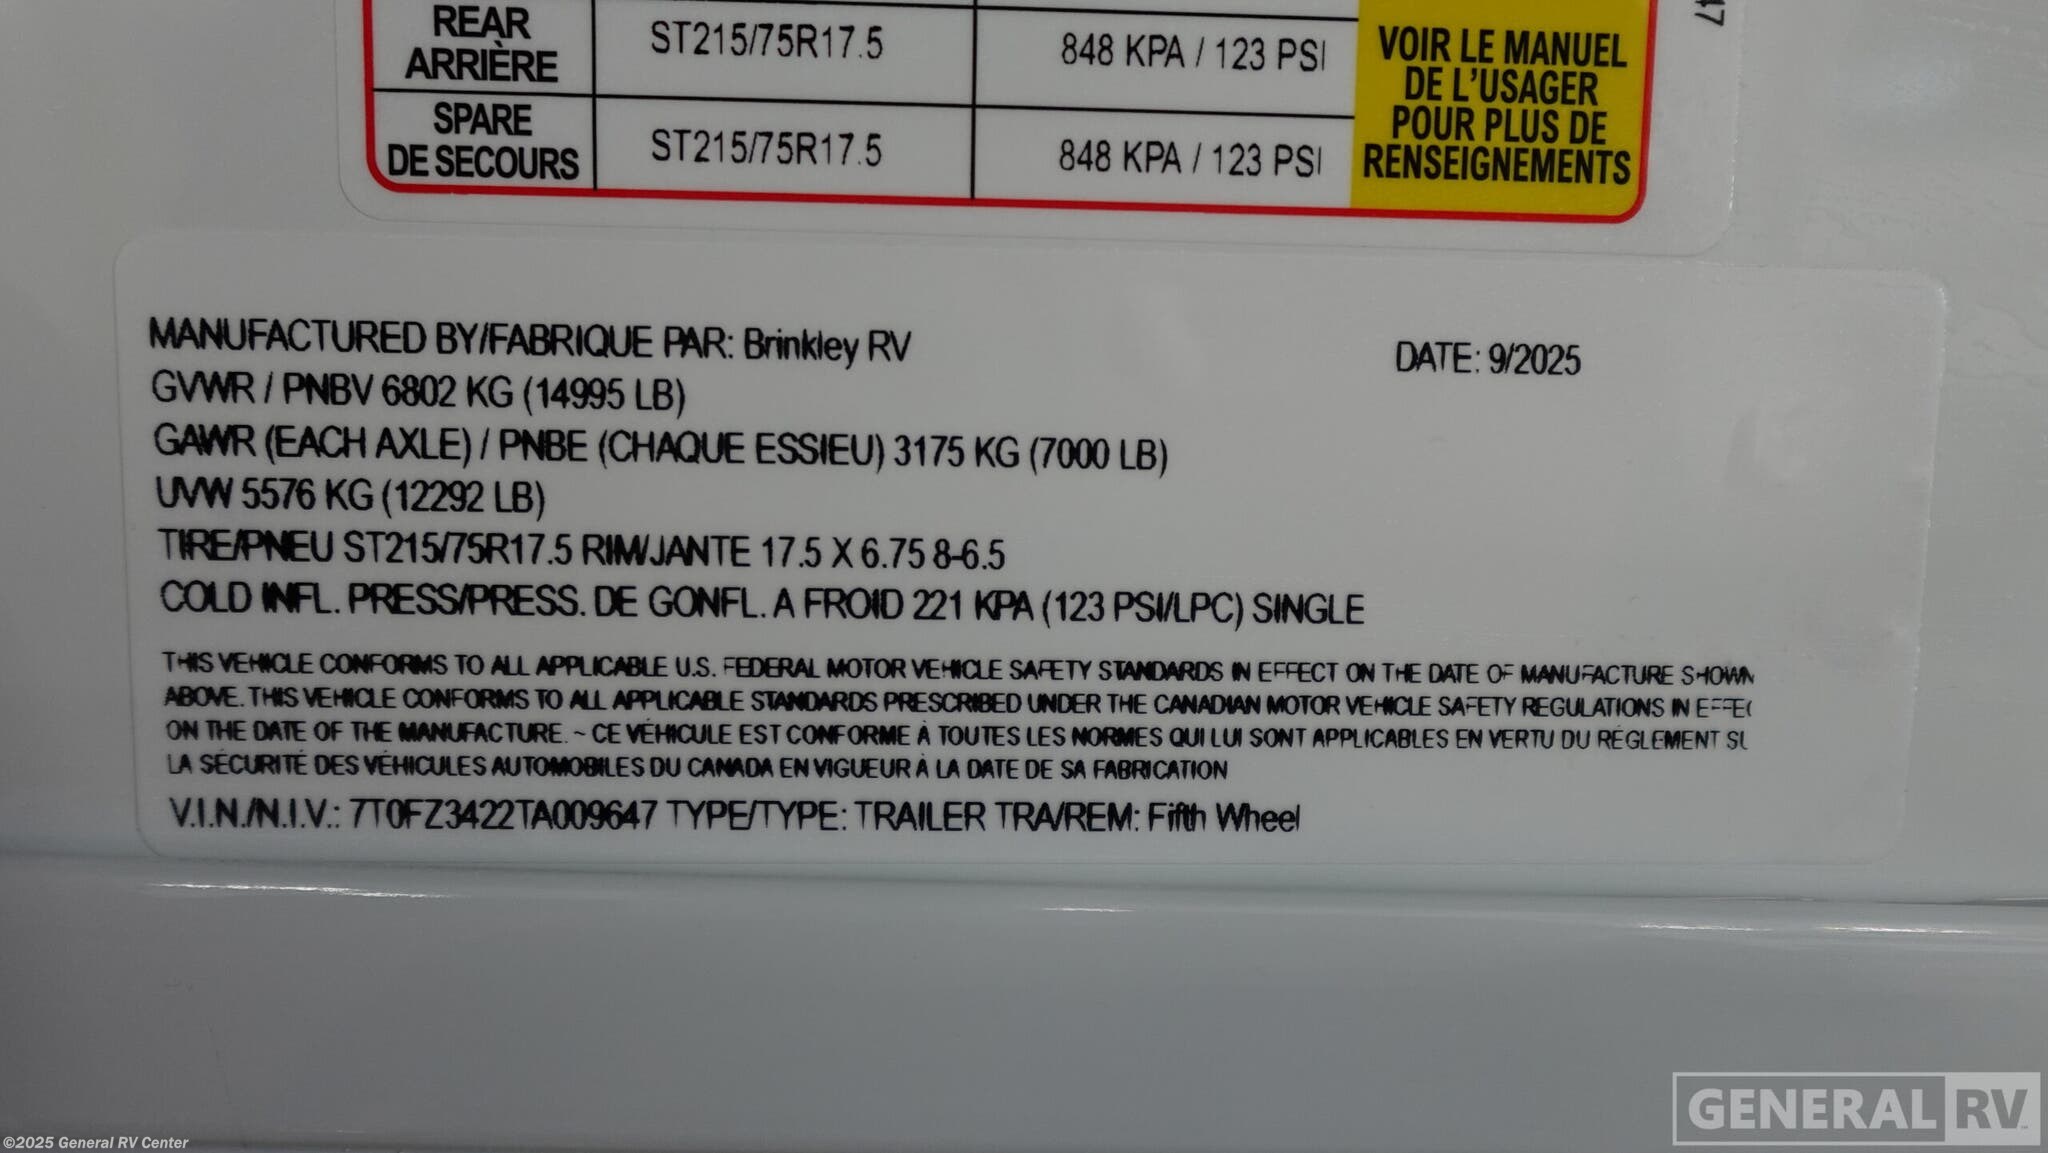 47
REAR
ARRIÈRE
ST215/75R17.5
848 KPA / 123 PSI
SPARE
DE SECOURS
ST215/75R17.5
848 KPA / 123 PSI
VOIR LE MANUEL
DE L'USAGER
POUR PLUS DE
RENSEIGNEMENTS
MANUFACTURED BY/FABRIQUE PAR: Brinkley RV
DATE: 9/2025
GVWR / PNBV 6802 KG (14995 LB)
GAWR (EACH AXLE) / PNBE (CHAQUE ESSIEU) 3175 KG (7000 LB)
UVW 5576 KG (12292 LB)
TIRE/PNEU ST215/75R17.5 RIM/JANTE 17.5 X 6.75 8-6.5
COLD INFL. PRESS/PRESS. DE GONFL. A FROID 221 KPA (123 PSI/LPC) SINGLE
THIS VEHICLE CONFORMS TO ALL APPLICABLE U.S. FEDERAL MOTOR VEHICLE SAFETY STANDARDS IN EFFECT ON THE DATE OF MANUFACTURE SHOWN
ABOVE. THIS VEHICLE CONFORMS TO ALL APPLICABLE STANDARDS PRESCRIBED UNDER THE CANADIAN MOTOR VEHICLE SAFETY REGULATIONS IN EFFEC
ON THE DATE OF THE MANUFACTURE. ~ CE VÉHICULE EST CONFORME À TOUTES LES NORMES QUI LUI SONT APPLICABLES EN VERTU DU RÈGLEMENT SU
LA SÉCURITÉ DES VÉHICULES AUTOMOBILES DU CANADA EN VIGUEUR À LA DATE DE SA FABRICATION
V.I.N./N.I.V.: 7T0FZ3422TA009647 TYPE/TYPE: TRAILER TRA/REM: Fifth Wheel
GENERAL RV
©2025 General RV Center